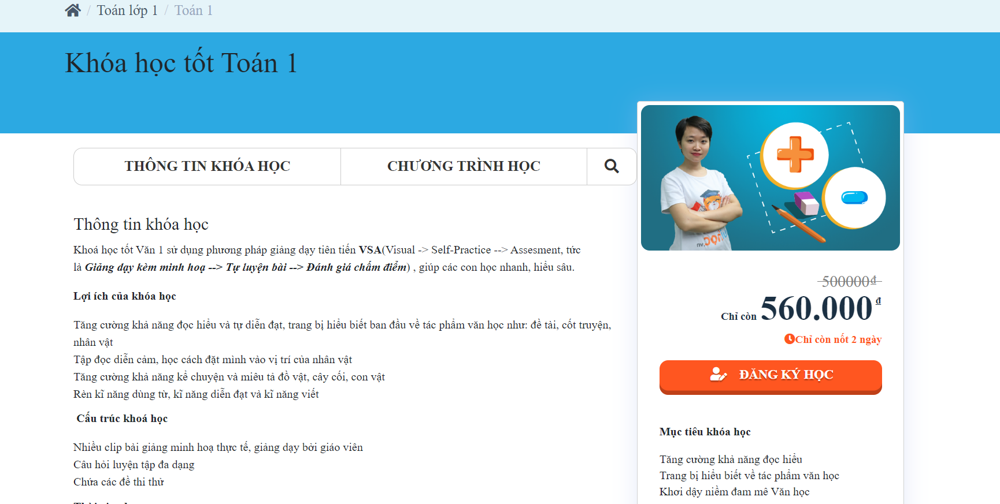 / Toán lớp 1 / Toán 1
Khóa học tốt Toán 1
THÔNG TIN KHÓA HỌC
CHƯƠNG TRÌNH HỌC
Thông tin khóa học
Khoá học tốt Văn 1 sử dụng phương pháp giảng dạy tiên tiến VSA(Visual -> Self-Practice --> Assesment, tức
là Giảng dạy kèm minh hoạ --> Tự luyện bài --> Đánh giá chấm điểm) , giúp các con học nhanh, hiểu sâu.
Lợi ích của khóa học
Tăng cường khả năng đọc hiểu và tự diễn đạt, trang bị hiểu biết ban đầu về tác phẩm văn học như: đề tài, cốt truyện,
nhân vật
Tập đọc diễn cảm, học cách đặt mình vào vị trí của nhân vật
Tăng cường khả năng kể chuyện và miêu tả đồ vật, cây cối, con vật
Rèn kĩ năng dùng từ, kĩ năng diễn đạt và kĩ năng viết
Cấu trúc khoá học
Nhiều clip bài giảng minh hoạ thực tế, giảng dạy bởi giáo viên
Câu hỏi luyện tập đa dạng
Chứa các đề thi thử
500000₫
Chỉ còn 560.000 ₫
Chỉ còn nốt 2 ngày
ĐĂNG KÝ HỌC
Mục tiêu khóa học
Tăng cường khả năng đọc hiểu
Trang bị hiểu biết về tác phẩm văn học
Khơi dậy niềm đam mê Văn học